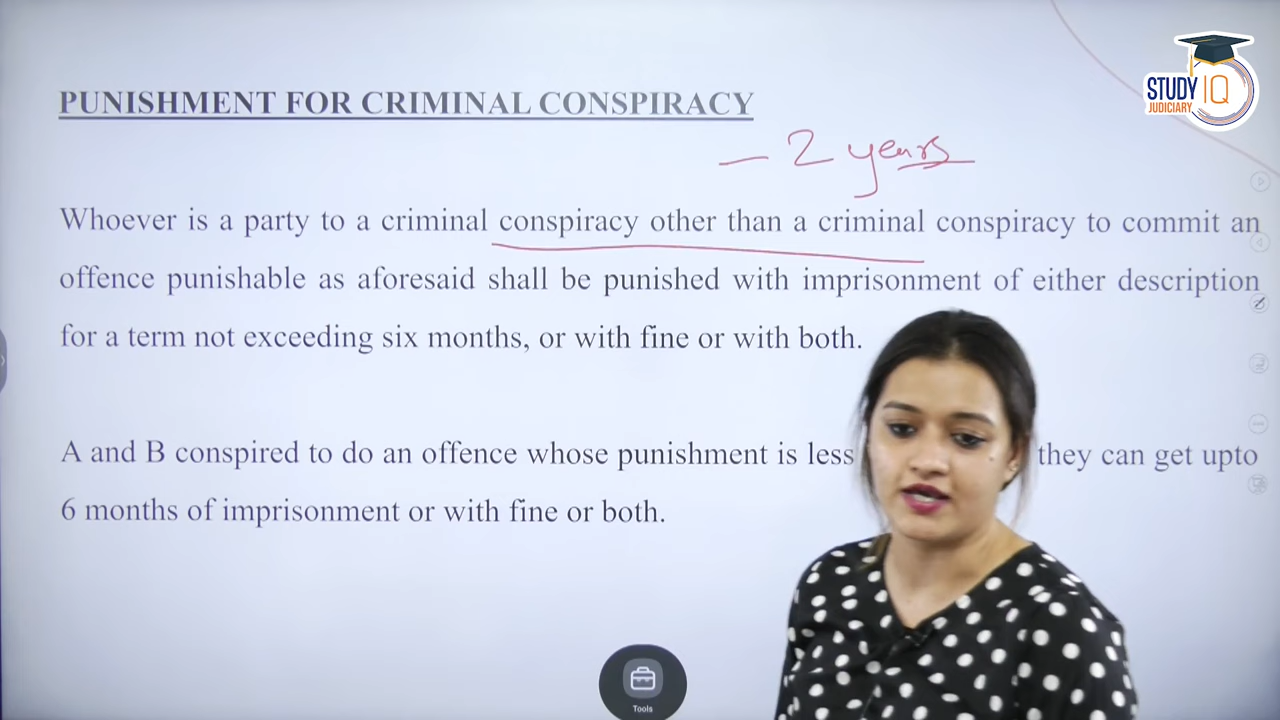 STUDY IQ
JUDICIARY
PUNISHMENT FOR CRIMINAL CONSPIRACY
— 2 years
Whoever is a party to a criminal conspiracy other than a criminal conspiracy to commit an
offence punishable as aforesaid shall be punished with imprisonment of either description
for a term not exceeding six months, or with fine or with both.
A and B conspired to do an offence whose punishment is less they can get upto
6 months of imprisonment or with fine or both.
Tools